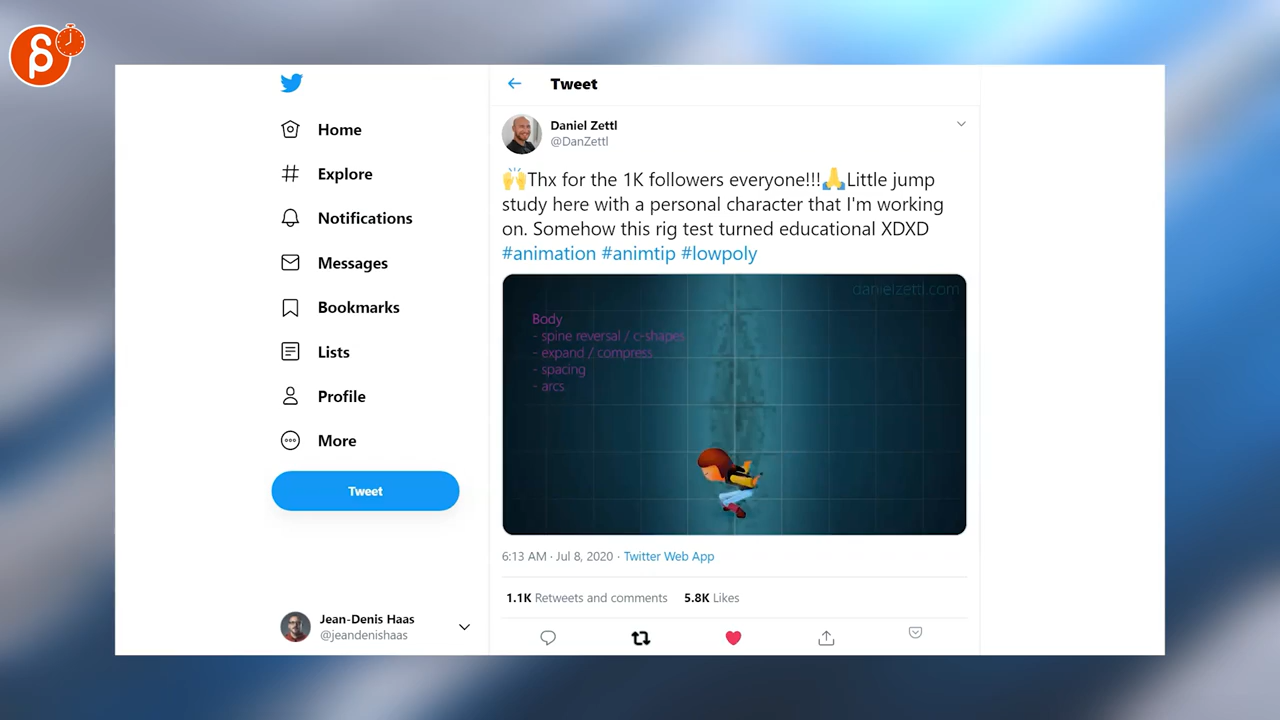 Home
Explore
Notifications
Messages
Bookmarks
Lists
Profile
More
Tweet
Jean-Denis Haas
@jeandenishaas
Tweet
Daniel Zettl
@DanZettl
🙌Thx for the 1K followers everyone!!!🙏Little jump
study here with a personal character that I'm working
on. Somehow this rig test turned educational XDXD
#animation #animtip #lowpoly
danielzettl.com
Body
- spine reversal / c-shapes
- expand / compress
- spacing
- arcs
6:13 AM · Jul 8, 2020 · Twitter Web App
1.1K Retweets and comments 5.8K Likes